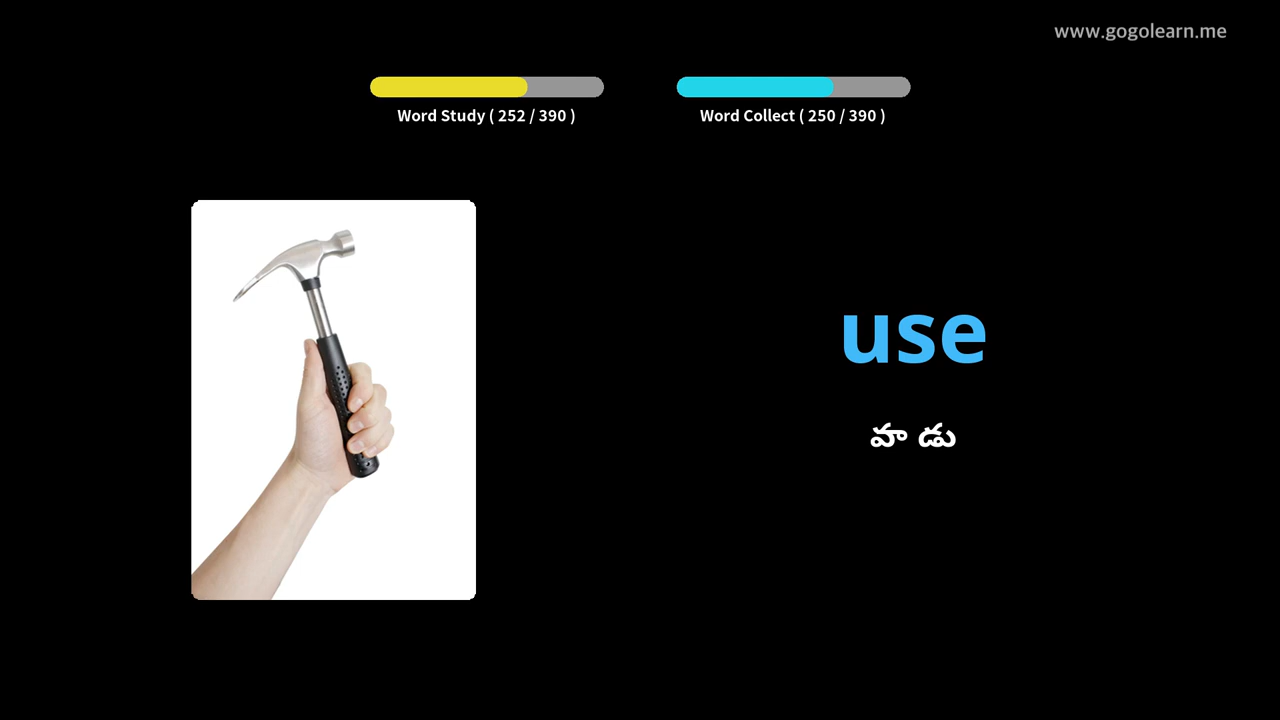 www.gogolearn.me
Word Study ( 252 / 390 )
Word Collect ( 250 / 390 )
use
వా డు